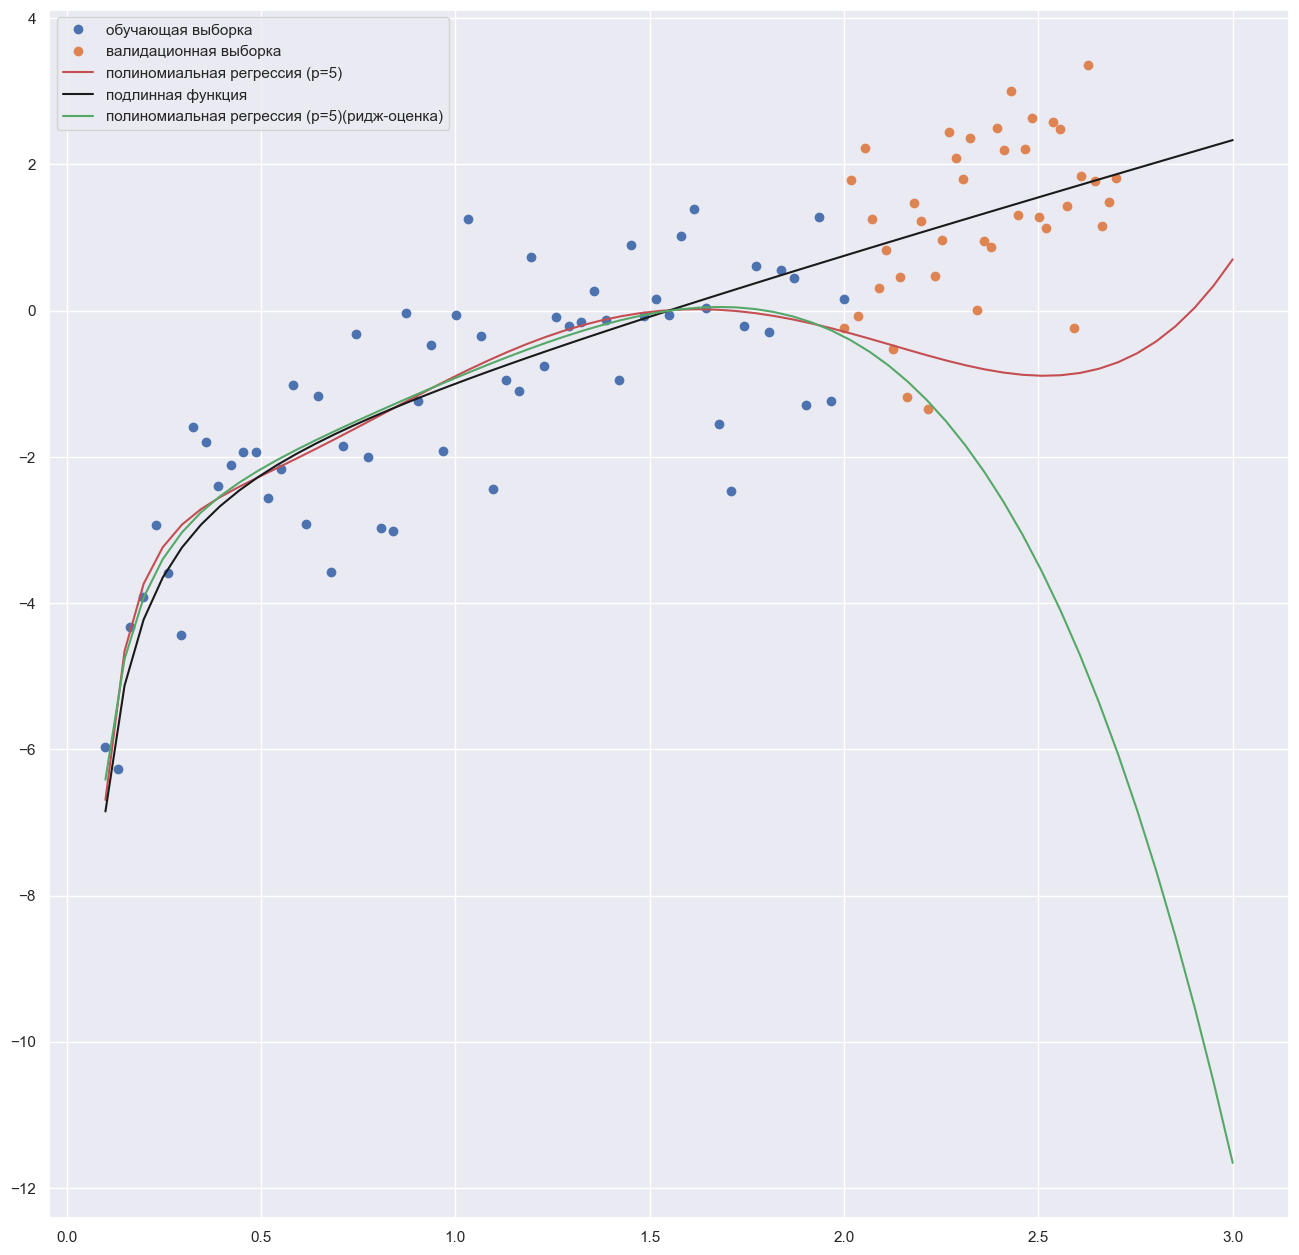 обучающая выборка
валидационная выборка
полиномиальная регрессия (p=5)
подлинная функция
полиномиальная регрессия (p=5)(ридж-оценка)
4
2
0
−2
−4
−6
−8
−10
−12
0.0 0.5 1.0 1.5 2.0 2.5 3.0